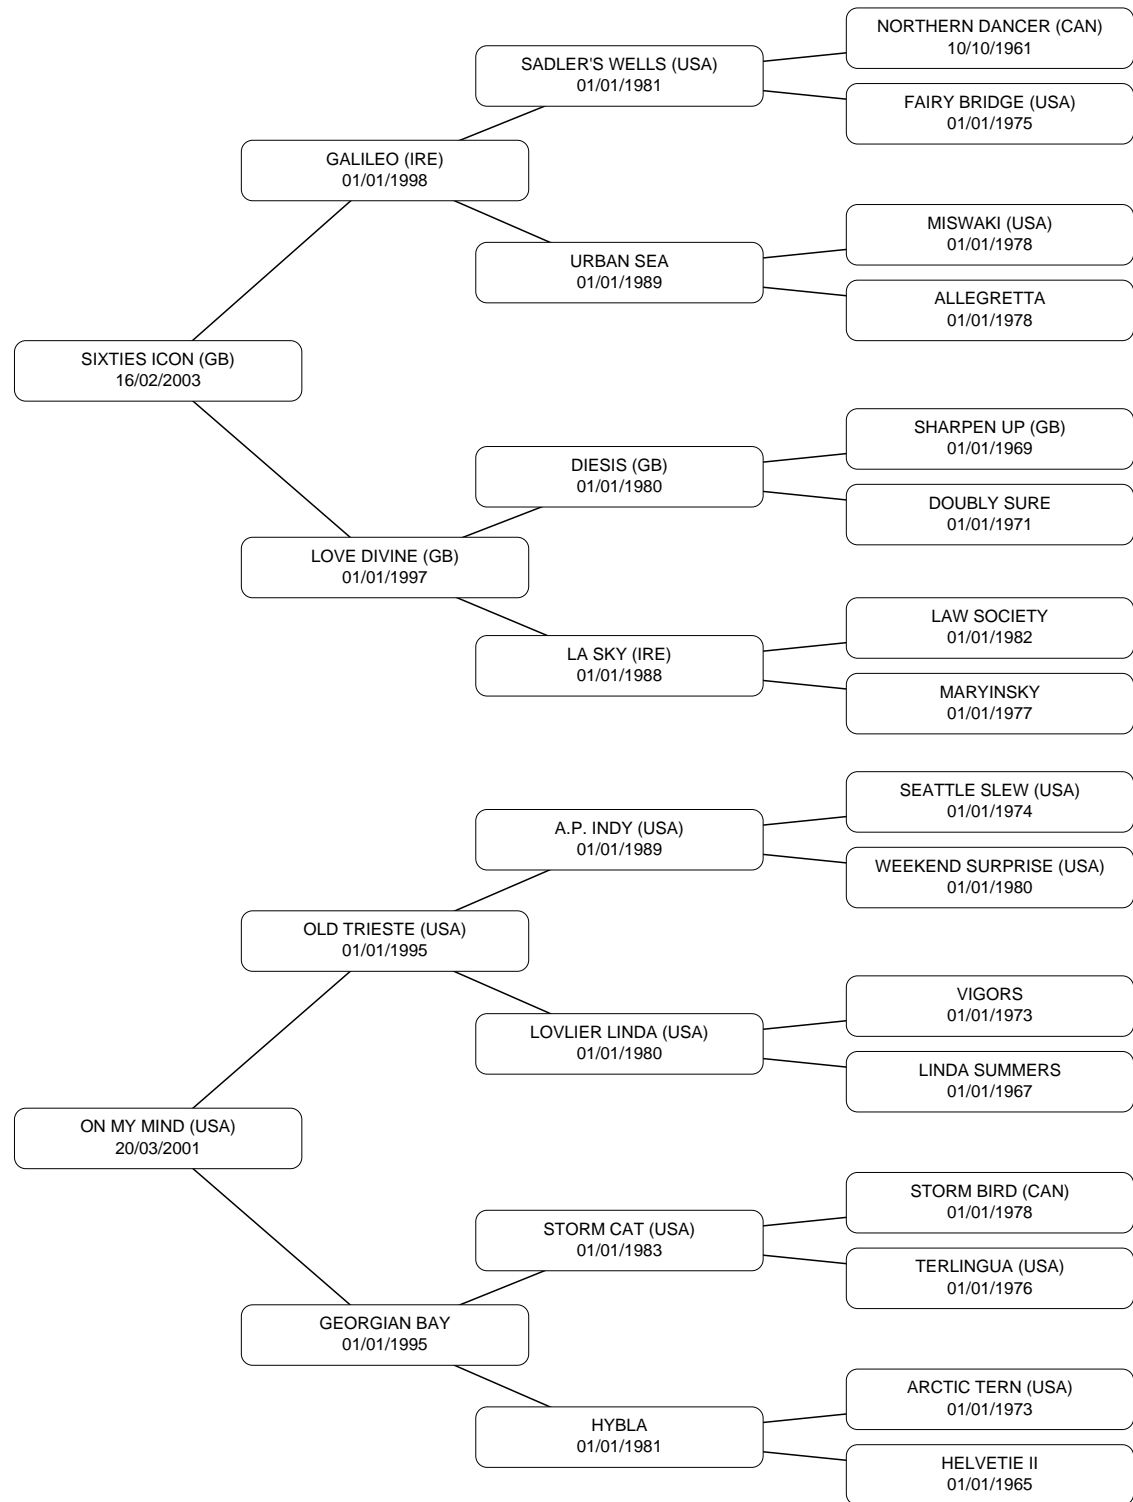 NORTHERN DANCER (CAN)
10/10/1961
SADLER'S WELLS (USA)
01/01/1981
FAIRY BRIDGE (USA)
01/01/1975
GALILEO (IRE)
01/01/1998
MISWAKI (USA)
01/01/1978
URBAN SEA
01/01/1989
ALLEGRETTA
01/01/1978
SIXTIES ICON (GB)
16/02/2003
SHARPEN UP (GB)
01/01/1969
DIESIS (GB)
01/01/1980
DOUBLY SURE
01/01/1971
LOVE DIVINE (GB)
01/01/1997
LAW SOCIETY
01/01/1982
LA SKY (IRE)
01/01/1988
MARYINSKY
01/01/1977
SEATTLE SLEW (USA)
01/01/1974
A.P. INDY (USA)
01/01/1989
WEEKEND SURPRISE (USA)
01/01/1980
OLD TRIESTE (USA)
01/01/1995
VIGORS
01/01/1973
LOVLIER LINDA (USA)
01/01/1980
LINDA SUMMERS
01/01/1967
ON MY MIND (USA)
20/03/2001
STORM BIRD (CAN)
01/01/1978
STORM CAT (USA)
01/01/1983
TERLINGUA (USA)
01/01/1976
GEORGIAN BAY
01/01/1995
ARCTIC TERN (USA)
01/01/1973
HYBLA
01/01/1981
HELVETIE II
01/01/1965